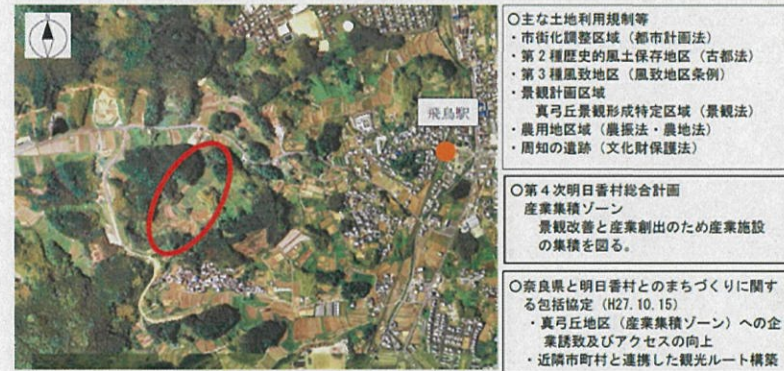 飛鳥駅
○主な土地利用規制等
・市街化調整区域（都市計画法）
・第2種歴史的風土保存地区（古都法）
・第3種風致地区（風致地区条例）
・景観計画区域
真弓丘景観形成特定区域（景観法）
・農用地区域（農振法・農地法）
・周知の遺跡（文化財保護法）
○第4次明日香村総合計画
産業集積ゾーン
景観改善と産業創出のため産業施設
の集積を図る。
○奈良県と明日香村とのまちづくりに関す
る包括協定（H27.10.15）
・真弓丘地区（産業集積ゾーン）への企
業誘致及びアクセスの向上
・近隣市町村と連携した観光ルート構築